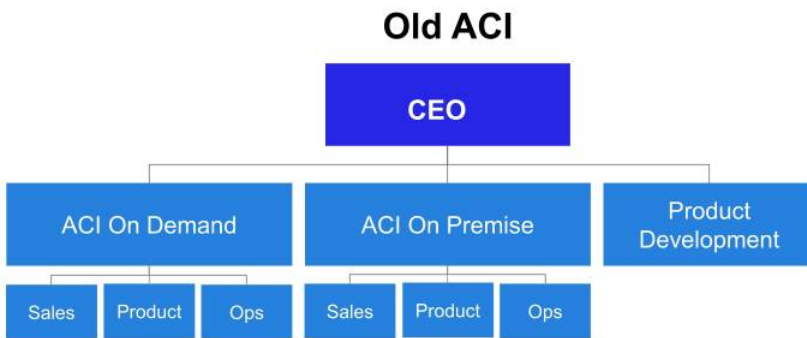 Old ACI
CEO
ACI On Demand
ACI On Premise
Product
Development
Sales
Product
Ops
Sales
Product
Ops